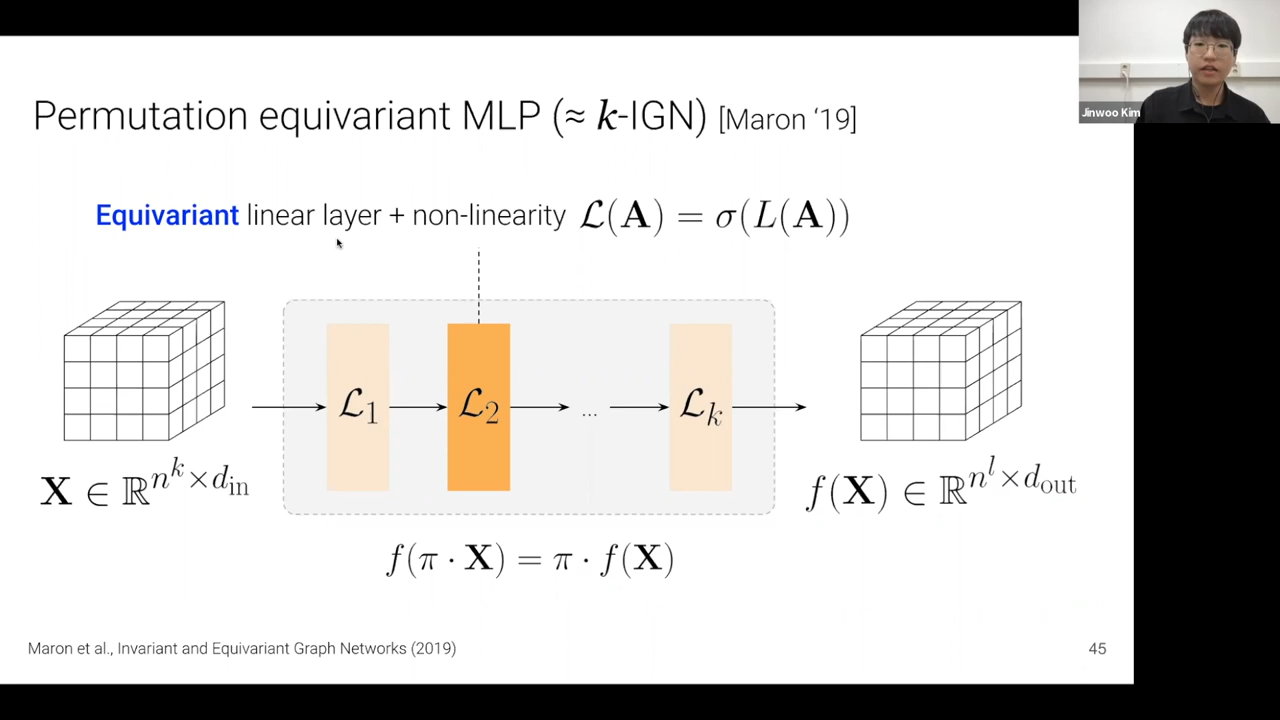 Permutation equivariant MLP (≈ k-IGN) [Maron ‘19]
Jinwoo Kim
Equivariant linear layer + non-linearity 𝓛(A) = σ(L(A))
𝓛₁ 𝓛₂ ... 𝓛ₖ
X ∈ ℝ^{n^k × d_in}
f(X) ∈ ℝ^{n^l × d_out}
f(π · X) = π · f(X)
Maron et al., Invariant and Equivariant Graph Networks (2019)
45